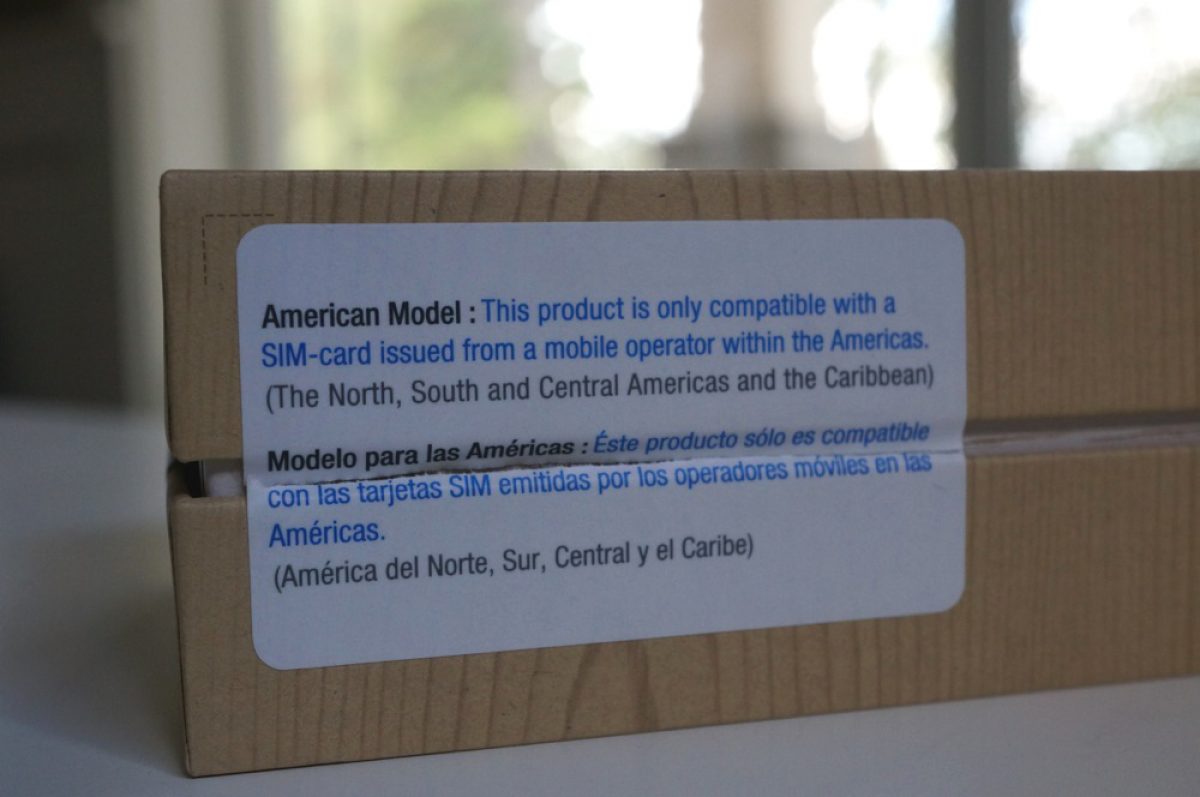 American Model : This product is only compatible with a
SIM-card issued from a mobile operator within the Americas.
(The North, South and Central Americas and the Caribbean)
Modelo para las Américas : Éste producto sólo es compatible
con las tarjetas SIM emitidas por los operadores móviles en las
Américas.
(América del Norte, Sur, Central y el Caribe)